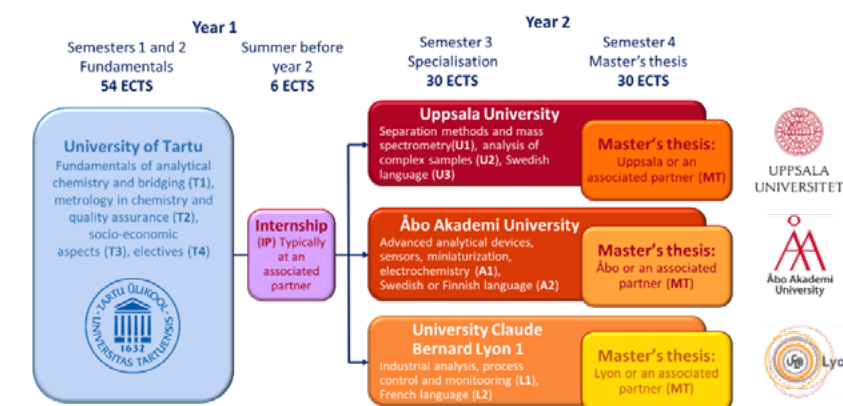 Year 1
Year 2
Semesters 1 and 2
Fundamentals
54 ECTS
Summer before
year 2
6 ECTS
Semester 3
Specialisation
30 ECTS
Semester 4
Master's thesis
30 ECTS
University of Tartu
Fundamentals of analytical
chemistry and bridging (T1),
metrology in chemistry and
quality assurance (T2),
socio-economic
aspects (T3), electives (T4)
TARTU ÜLIKOOL
UNIVERSITAS TARTUENSIS
1632
Internship
(IP) Typically
at an
associated
partner
Uppsala University
Separation methods and mass
spectrometry(U1), analysis of
complex samples (U2), Swedish
language (U3)
Master's thesis:
Uppsala or an
associated partner (MT)
UPPSALA
UNIVERSITET
Åbo Akademi University
Advanced analytical devices,
sensors, miniaturization,
electrochemistry (A1),
Swedish or Finnish language (A2)
Master's thesis:
Åbo or an associated
partner (MT)
Åbo Akademi
University
University Claude
Bernard Lyon 1
Industrial analysis, process
control and monitooring (L1),
French language (L2)
Master's thesis:
Lyon or an associated
partner (MT)
Lyo